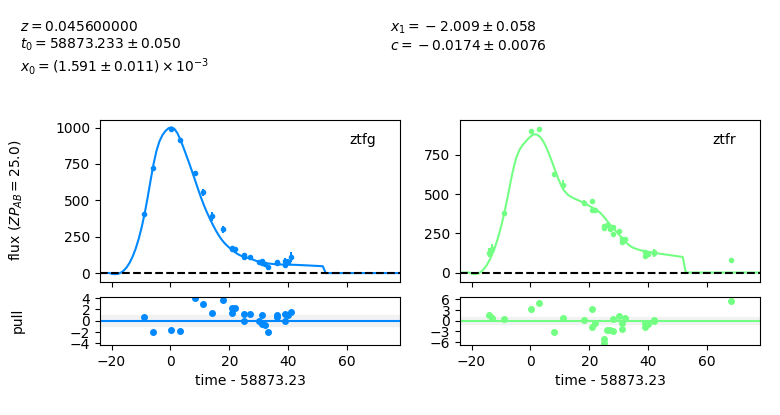 z = 0.045600000
t₀ = 58873.233 ± 0.050
x₀ = (1.591 ± 0.011) × 10⁻³
x₁ = −2.009 ± 0.058
c = −0.0174 ± 0.0076
flux (ZP_AB = 25.0)
1000
750
500
250
0
ztfg
750
500
250
0
ztfr
pull
4
2
0
−2
−4
−20 0 20 40 60
time - 58873.23
6
3
0
−3
−6
−20 0 20 40 60
time - 58873.23